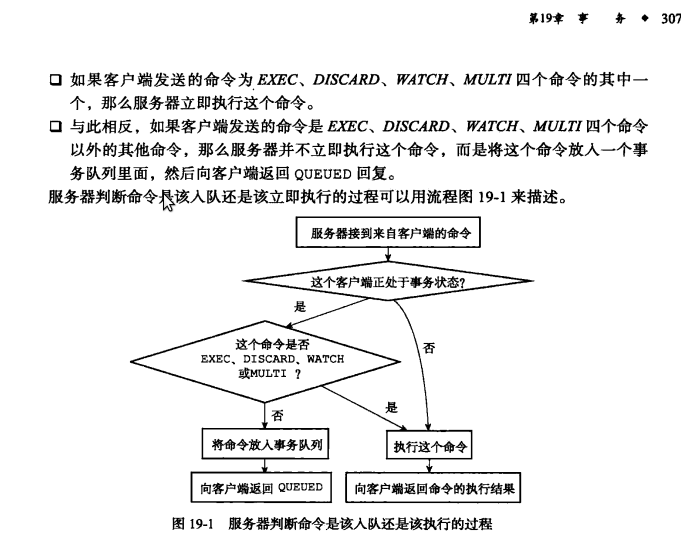 第19章 事 务 ◆ 307
❑ 如果客户端发送的命令为 EXEC、DISCARD、WATCH、MULTI 四个命令的其中一
个，那么服务器立即执行这个命令。
❑ 与此相反，如果客户端发送的命令是 EXEC、DISCARD、WATCH、MULTI 四个命令
以外的其他命令，那么服务器并不立即执行这个命令，而是将这个命令放入一个事
务队列里面，然后向客户端返回 QUEUED 回复。
服务器判断命令是该入队还是该立即执行的过程可以用流程图 19-1 来描述。
服务器接到来自客户端的命令
这个客户端正处于事务状态?
是
否
这个命令是否
EXEC、DISCARD、WATCH
或MULTI ?
否
是
将命令放入事务队列
执行这个命令
向客户端返回 QUEUED
向客户端返回命令的执行结果
图 19-1 服务器判断命令是该入队还是该执行的过程